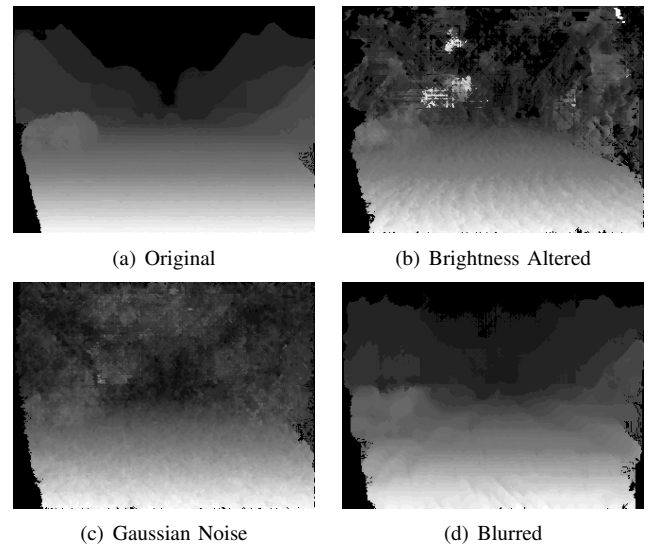 (a) Original
(b) Brightness Altered
(c) Gaussian Noise
(d) Blurred